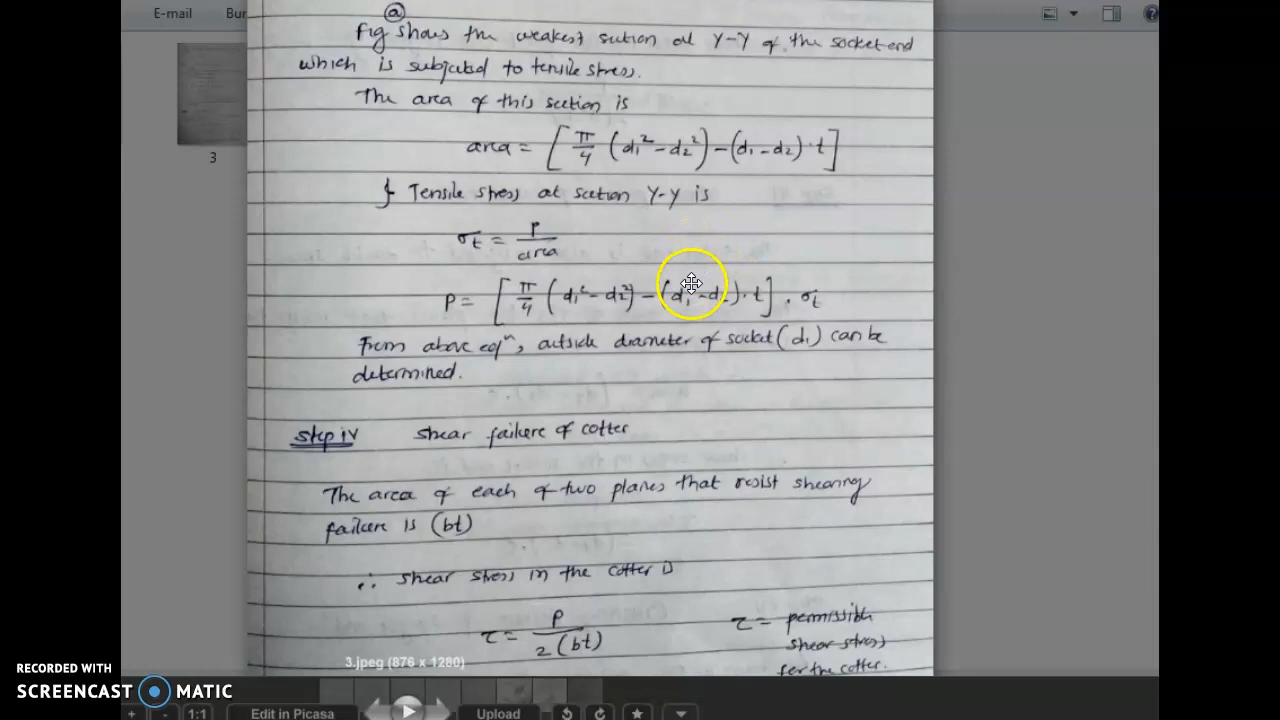 E-mail Bur
ⓐ
Fig shows the weakest section at Y-Y of the socket end
which is subjected to tensile stress.
The area of this section is
area = [ π/4 (d₁² - d₂²) - (d₁ - d₂) · t ]
} Tensile stress at section Y-Y is
σt = P / area
P = [ π/4 (d₁² - d₂²) - (d₁ - d₂) · t ] . σt
From above eqⁿ, outside diameter of socket (d₁) can be
determined.
Step iv shear failure of cotter
The area of each of two planes that resist shearing
failure is (bt)
∴ shear stress in the cotter is
τ = P / 2 (bt) τ = permissible
shear stress
for the cotter.
3
3.jpeg (876 x 1280)
RECORDED WITH
SCREENCAST MATIC
+ - 1:1 Edit in Picasa Upload